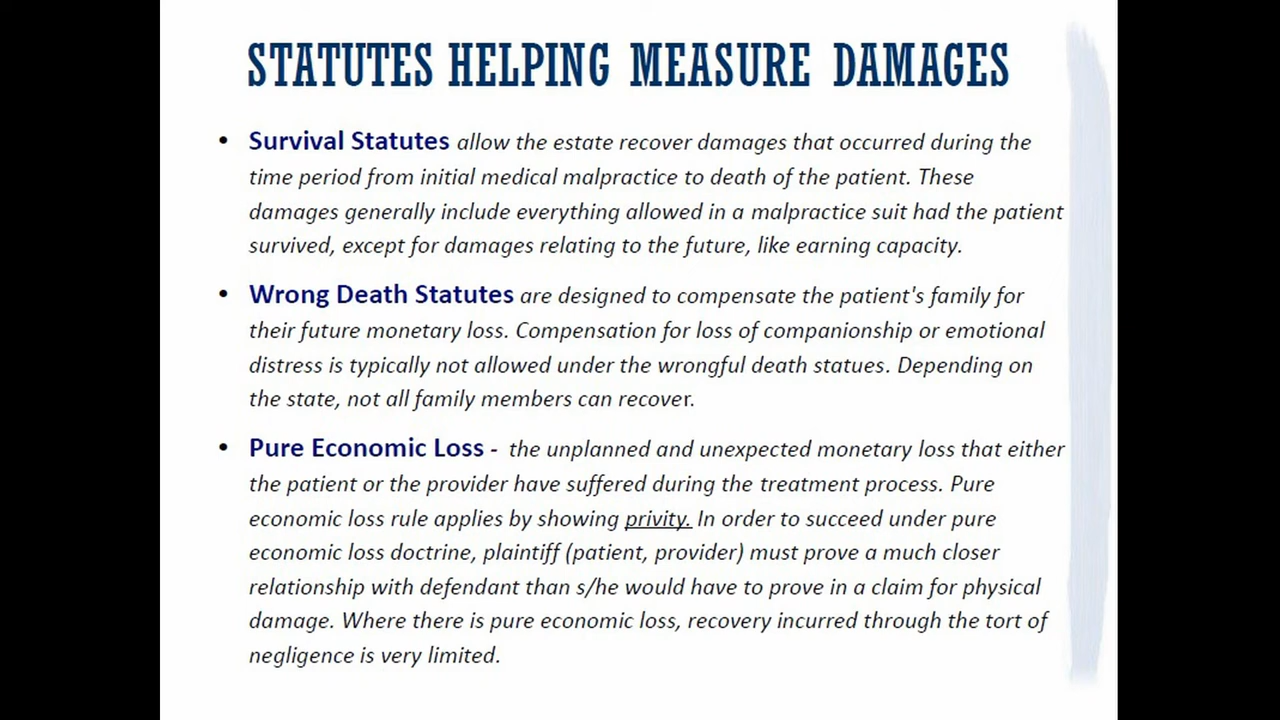 STATUTES HELPING MEASURE DAMAGES
• Survival Statutes allow the estate recover damages that occurred during the
time period from initial medical malpractice to death of the patient. These
damages generally include everything allowed in a malpractice suit had the patient
survived, except for damages relating to the future, like earning capacity.
• Wrong Death Statutes are designed to compensate the patient's family for
their future monetary loss. Compensation for loss of companionship or emotional
distress is typically not allowed under the wrongful death statues. Depending on
the state, not all family members can recover.
• Pure Economic Loss - the unplanned and unexpected monetary loss that either
the patient or the provider have suffered during the treatment process. Pure
economic loss rule applies by showing privity. In order to succeed under pure
economic loss doctrine, plaintiff (patient, provider) must prove a much closer
relationship with defendant than s/he would have to prove in a claim for physical
damage. Where there is pure economic loss, recovery incurred through the tort of
negligence is very limited.